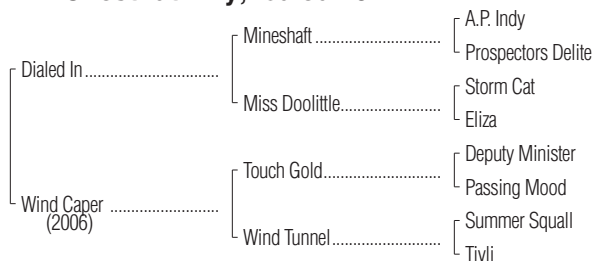 A.P. Indy
Mineshaft
Prospectors Delite
Dialed In
Storm Cat
Miss Doolittle
Eliza
Deputy Minister
Touch Gold
Passing Mood
Wind Caper
(2006)
Summer Squall
Wind Tunnel
Tivli